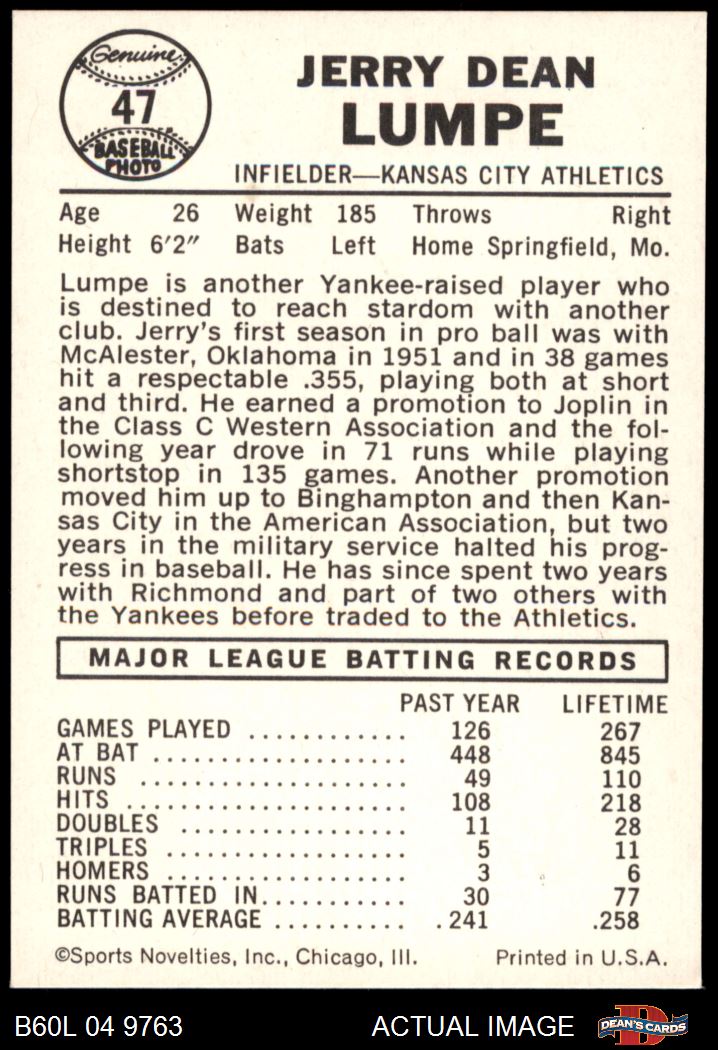 Genuine
47
BASEBALL
PHOTO
JERRY DEAN
LUMPE
INFIELDER—KANSAS CITY ATHLETICS
Age 26 Weight 185 Throws Right
Height 6'2" Bats Left Home Springfield, Mo.
Lumpe is another Yankee-raised player who
is destined to reach stardom with another
club. Jerry's first season in pro ball was with
McAlester, Oklahoma in 1951 and in 38 games
hit a respectable .355, playing both at short
and third. He earned a promotion to Joplin in
the Class C Western Association and the fol-
lowing year drove in 71 runs while playing
shortstop in 135 games. Another promotion
moved him up to Binghampton and then Kan-
sas City in the American Association, but two
years in the military service halted his prog-
ress in baseball. He has since spent two years
with Richmond and part of two others with
the Yankees before traded to the Athletics.
MAJOR LEAGUE BATTING RECORDS
PAST YEAR LIFETIME
GAMES PLAYED ............ 126 267
AT BAT .................... 448 845
RUNS ..................... 49 110
HITS ...................... 108 218
DOUBLES ................. 11 28
TRIPLES .................. 5 11
HOMERS .................. 3 6
RUNS BATTED IN........... 30 77
BATTING AVERAGE .......... .241 .258
©Sports Novelties, Inc., Chicago, Ill. Printed in U.S.A.
B60L 04 9763 ACTUAL IMAGE D DEAN'S CARDS